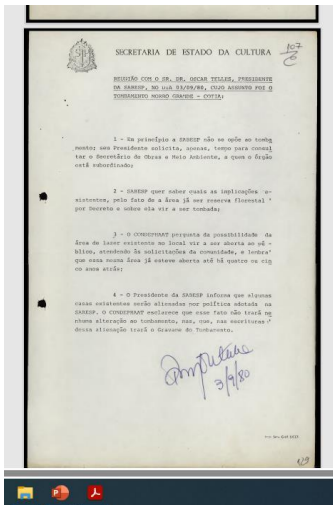 SECRETARIA DE ESTADO DA CULTURA
107
REUNIÃO COM O SR. DR. OSCAR TELLES, PRESIDENTE
DA SABESP, NO DIA 03/09/80, CUJO ASSUNTO FOI O
TOMBAMENTO MORRO GRANDE - COTIA:
1 - Em princípio a SABESP não se opõe ao tomba
mento; seu Presidente solicita, apenas, tempo para consul
tar o Secretário de Obras e Meio Ambiente, a quem o órgão
está subordinado;
2 - SABESP quer saber quais as implicações e-
xistentes, pelo fato de a área já ser reserva florestal '
por Decreto e sobre ela vir a ser tombada;
3 - O CONDEPHAAT pergunta da possibilidade da
área de lazer existente no local vir a ser aberta ao pú -
blico, atendendo às solicitações da comunidade, e lembra'
que essa mesma área já esteve aberta até há quatro ou cin
co anos atrás;
4 - O Presidente da SABESP informa que algumas
casas existentes serão alienadas por política adotada na
SABESP. O CONDEPHAAT esclarece que esse fato não trará ne
nhuma alteração ao tombamento, mas, que, nas escrituras '
dessa alienação trará o Gravame do Tombamento.
3/9/80
129